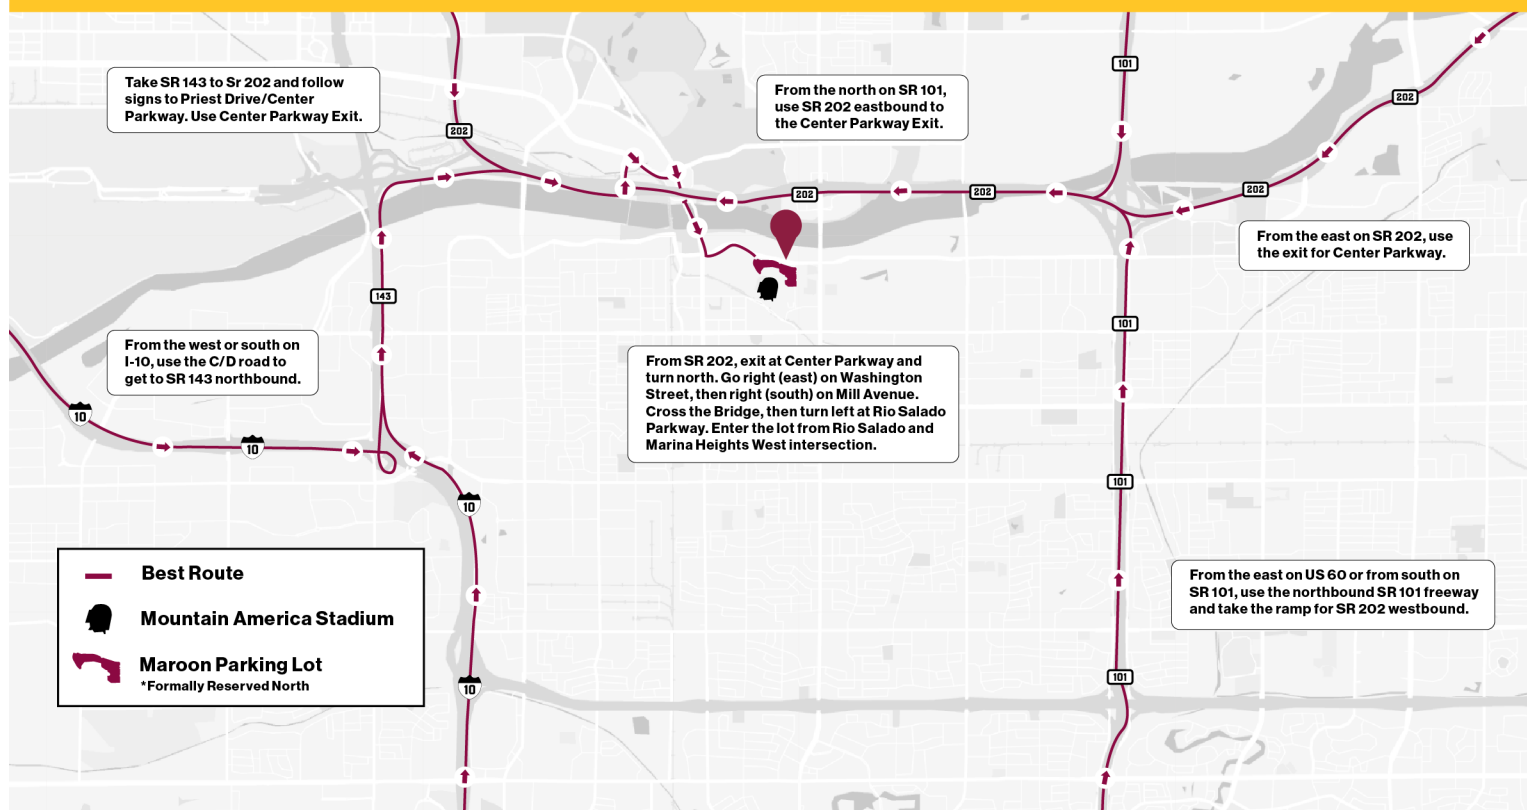 101
Take SR 143 to Sr 202 and follow
signs to Priest Drive/Center
Parkway. Use Center Parkway Exit.
From the north on SR 101,
use SR 202 eastbound to
the Center Parkway Exit.
202
202
202
202
202
From the east on SR 202, use
the exit for Center Parkway.
143
101
From the west or south on
I-10, use the C/D road to
get to SR 143 northbound.
From SR 202, exit at Center Parkway and
turn north. Go right (east) on Washington
Street, then right (south) on Mill Avenue.
Cross the Bridge, then turn left at Rio Salado
Parkway. Enter the lot from Rio Salado and
Marina Heights West intersection.
10
10
101
10
Best Route
Mountain America Stadium
Maroon Parking Lot
*Formally Reserved North
From the east on US 60 or from south on
SR 101, use the northbound SR 101 freeway
and take the ramp for SR 202 westbound.
10
101